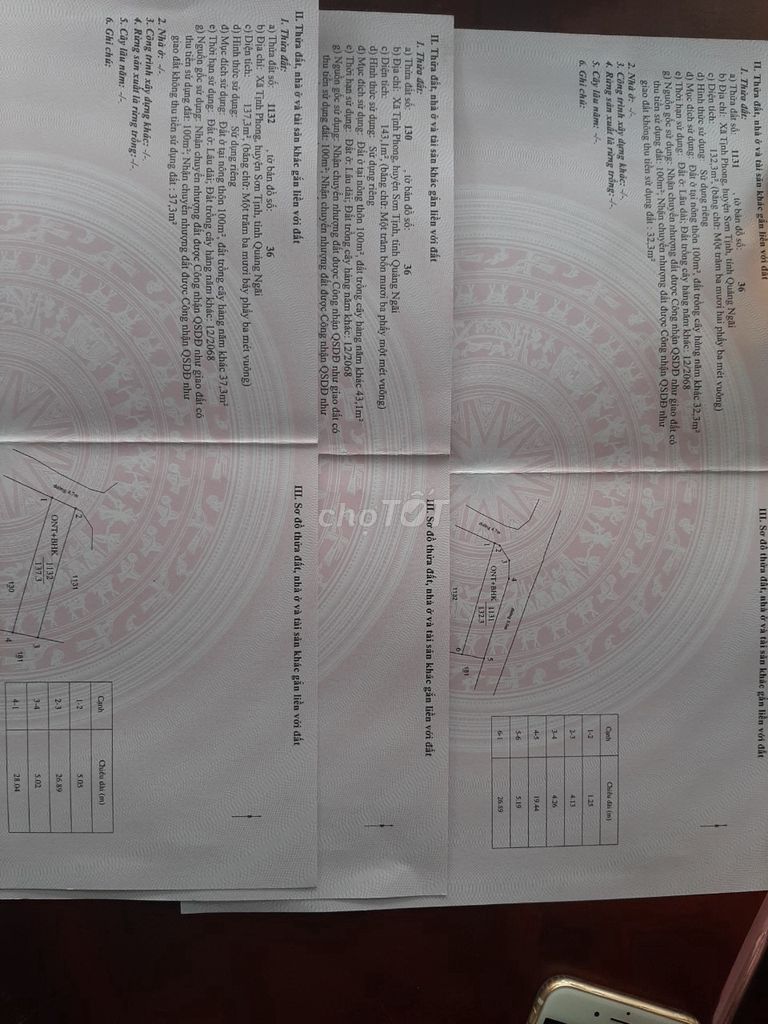 II. Thửa đất, nhà ở và tài sản khác gắn liền với đất
1. Thửa đất:
a) Thửa đất số: 1131 , tờ bản đồ số: 36
b) Địa chỉ: Xã Tịnh Phong, huyện Sơn Tịnh, tỉnh Quảng Ngãi
c) Diện tích: 132,3m², (bằng chữ: Một trăm ba mươi hai phẩy ba mét vuông)
d) Hình thức sử dụng: Sử dụng riêng
đ) Mục đích sử dụng: Đất ở tại nông thôn 100m², đất trồng cây hàng năm khác 32,3m²
e) Thời hạn sử dụng: Đất ở: Lâu dài; Đất trồng cây hàng năm khác: 12/2068
g) Nguồn gốc sử dụng: Nhận chuyển nhượng đất được Công nhận QSDĐ như giao đất có
thu tiền sử dụng đất: 100m²; Nhận chuyển nhượng đất được Công nhận QSDĐ như
giao đất không thu tiền sử dụng đất : 32,3m²
2. Nhà ở: -/-.
3. Công trình xây dựng khác: -/-.
4. Rừng sản xuất là rừng trồng: -/-.
5. Cây lâu năm: -/-.
6. Ghi chú:
III. Sơ đồ thửa đất, nhà ở và tài sản khác gắn liền với đất
đường 4.7m
1
2
3
4
5
6
ONT+BHK 1131
132.3
1132
181
Cạnh Chiều dài (m)
1-2 1.25
2-3 4.13
3-4 4.26
4-5 19.44
5-6 5.19
6-1 26.89
II. Thửa đất, nhà ở và tài sản khác gắn liền với đất
1. Thửa đất:
a) Thửa đất số: 130 , tờ bản đồ số: 36
b) Địa chỉ: Xã Tịnh Phong, huyện Sơn Tịnh, tỉnh Quảng Ngãi
c) Diện tích: 143,1m², (bằng chữ: Một trăm bốn mươi ba phẩy một mét vuông)
d) Hình thức sử dụng: Sử dụng riêng
đ) Mục đích sử dụng: Đất ở tại nông thôn 100m², đất trồng cây hàng năm khác 43,1m²
e) Thời hạn sử dụng: Đất ở: Lâu dài; Đất trồng cây hàng năm khác: 12/2068
g) Nguồn gốc sử dụng: Nhận chuyển nhượng đất được Công nhận QSDĐ như giao đất có
thu tiền sử dụng đất: 100m²; Nhận chuyển nhượng đất được Công nhận QSDĐ như
III. Sơ đồ thửa đất, nhà ở và tài sản khác gắn liền với đất
II. Thửa đất, nhà ở và tài sản khác gắn liền với đất
1. Thửa đất:
a) Thửa đất số: 1132 , tờ bản đồ số: 36
b) Địa chỉ: Xã Tịnh Phong, huyện Sơn Tịnh, tỉnh Quảng Ngãi
c) Diện tích: 137,3m², (bằng chữ: Một trăm ba mươi bảy phẩy ba mét vuông)
d) Hình thức sử dụng: Sử dụng riêng
đ) Mục đích sử dụng: Đất ở tại nông thôn 100m², đất trồng cây hàng năm khác 37,3m²
e) Thời hạn sử dụng: Đất ở: Lâu dài; Đất trồng cây hàng năm khác: 12/2068
g) Nguồn gốc sử dụng: Nhận chuyển nhượng đất được Công nhận QSDĐ như giao đất có
thu tiền sử dụng đất: 100m²; Nhận chuyển nhượng đất được Công nhận QSDĐ như
giao đất không thu tiền sử dụng đất : 37,3m²
2. Nhà ở: -/-.
3. Công trình xây dựng khác: -/-.
4. Rừng sản xuất là rừng trồng: -/-.
5. Cây lâu năm: -/-.
6. Ghi chú:
III. Sơ đồ thửa đất, nhà ở và tài sản khác gắn liền với đất
đường 4.7m
1
2
3
4
1131
ONT+BHK 1132
137.3
130
181
Cạnh Chiều dài (m)
1-2 5.05
2-3 26.89
3-4 5.02
4-1 28.04
chợTỐT